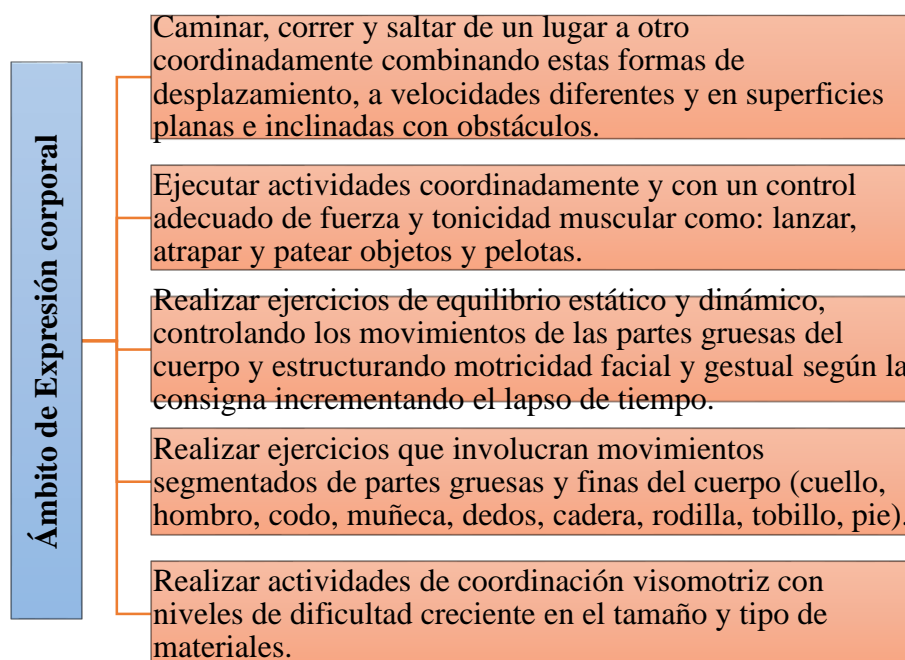 Ámbito de Expresión corporal
Caminar, correr y saltar de un lugar a otro
coordinadamente combinando estas formas de
desplazamiento, a velocidades diferentes y en superficies
planas e inclinadas con obstáculos.
Ejecutar actividades coordinadamente y con un control
adecuado de fuerza y tonicidad muscular como: lanzar,
atrapar y patear objetos y pelotas.
Realizar ejercicios de equilibrio estático y dinámico,
controlando los movimientos de las partes gruesas del
cuerpo y estructurando motricidad facial y gestual según la
consigna incrementando el lapso de tiempo.
Realizar ejercicios que involucran movimientos
segmentados de partes gruesas y finas del cuerpo (cuello,
hombro, codo, muñeca, dedos, cadera, rodilla, tobillo, pie).
Realizar actividades de coordinación visomotriz con
niveles de dificultad creciente en el tamaño y tipo de
materiales.